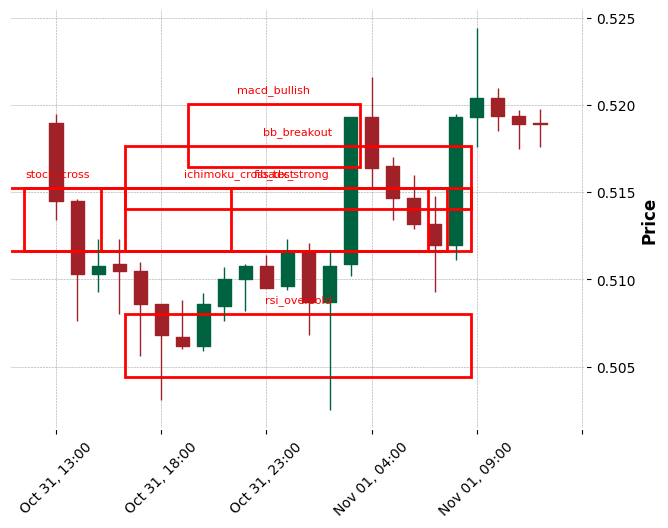 0.525
macd_bullish
0.520
bb_breakout
stoch_cross
0.515
Price
0.510
rsi_oversold
0.505
Oct 31, 13:00
Oct 31, 18:00
Oct 31, 23:00
Nov 01, 04:00
Nov 01, 09:00